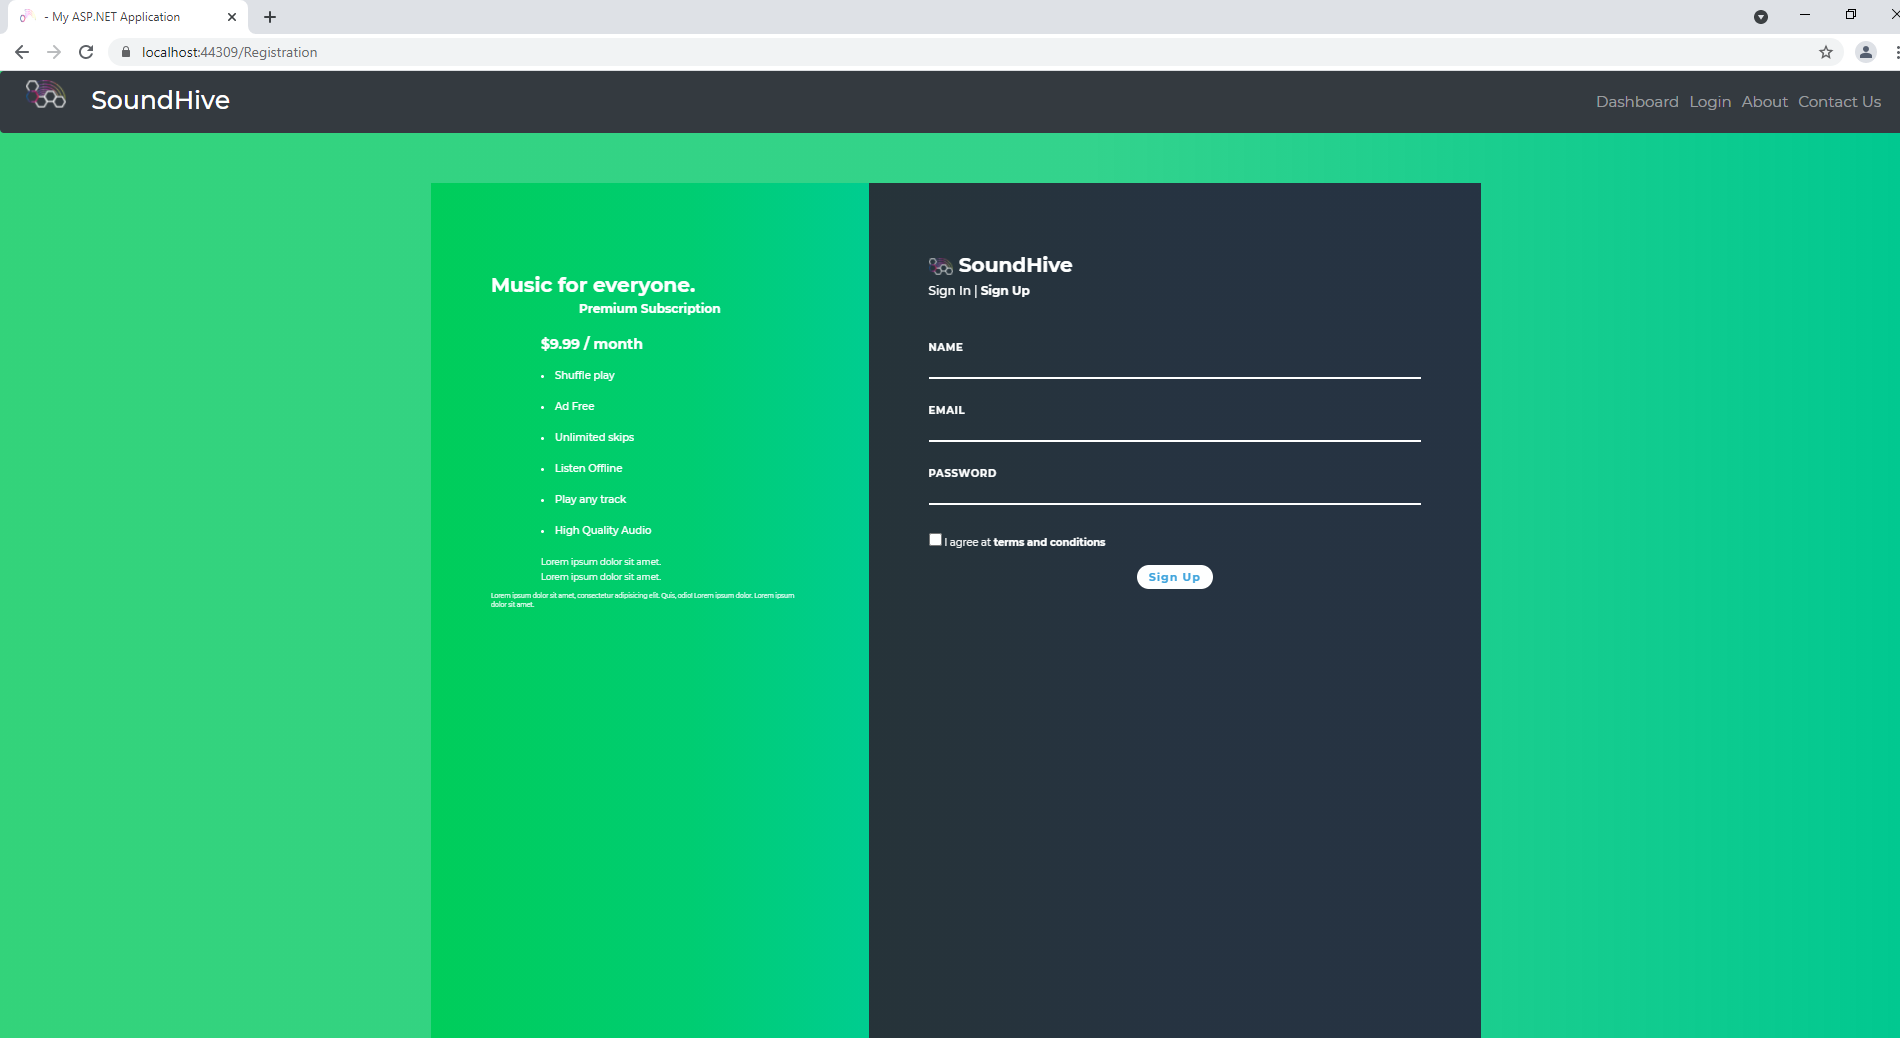 - My ASP.NET Application
localhost:44309/Registration
SoundHive
Dashboard Login About Contact Us
Music for everyone.
Premium Subscription
$9.99 / month
• Shuffle play
• Ad Free
• Unlimited skips
• Listen Offline
• Play any track
• High Quality Audio
Lorem ipsum dolor sit amet.
Lorem ipsum dolor sit amet.
Lorem ipsum dolor sit amet, consectetur adipisicing elit. Quis, odio! Lorem ipsum dolor. Lorem ipsum
dolor sit amet.
SoundHive
Sign In | Sign Up
NAME
EMAIL
PASSWORD
I agree at terms and conditions
Sign Up